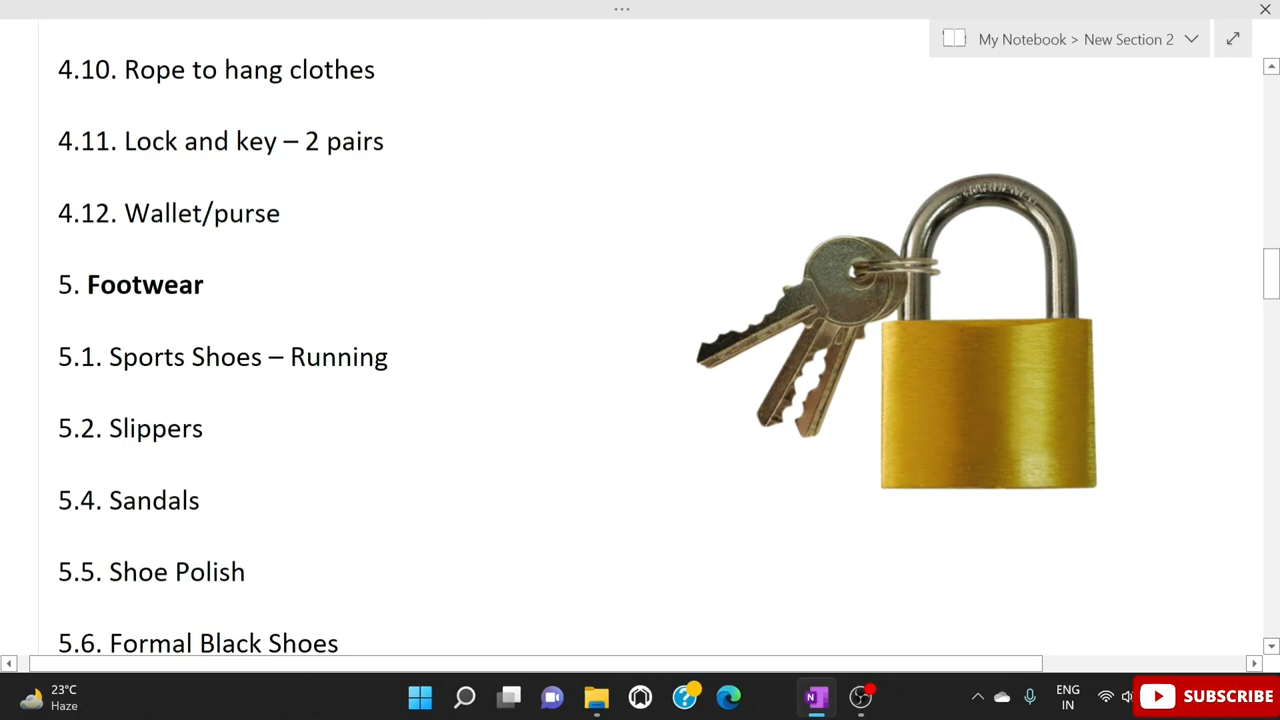 My Notebook > New Section 2
4.10. Rope to hang clothes
4.11. Lock and key – 2 pairs
4.12. Wallet/purse
5. Footwear
5.1. Sports Shoes – Running
5.2. Slippers
5.4. Sandals
5.5. Shoe Polish
5.6. Formal Black Shoes
23°C
Haze
ENG
IN
SUBSCRIBE